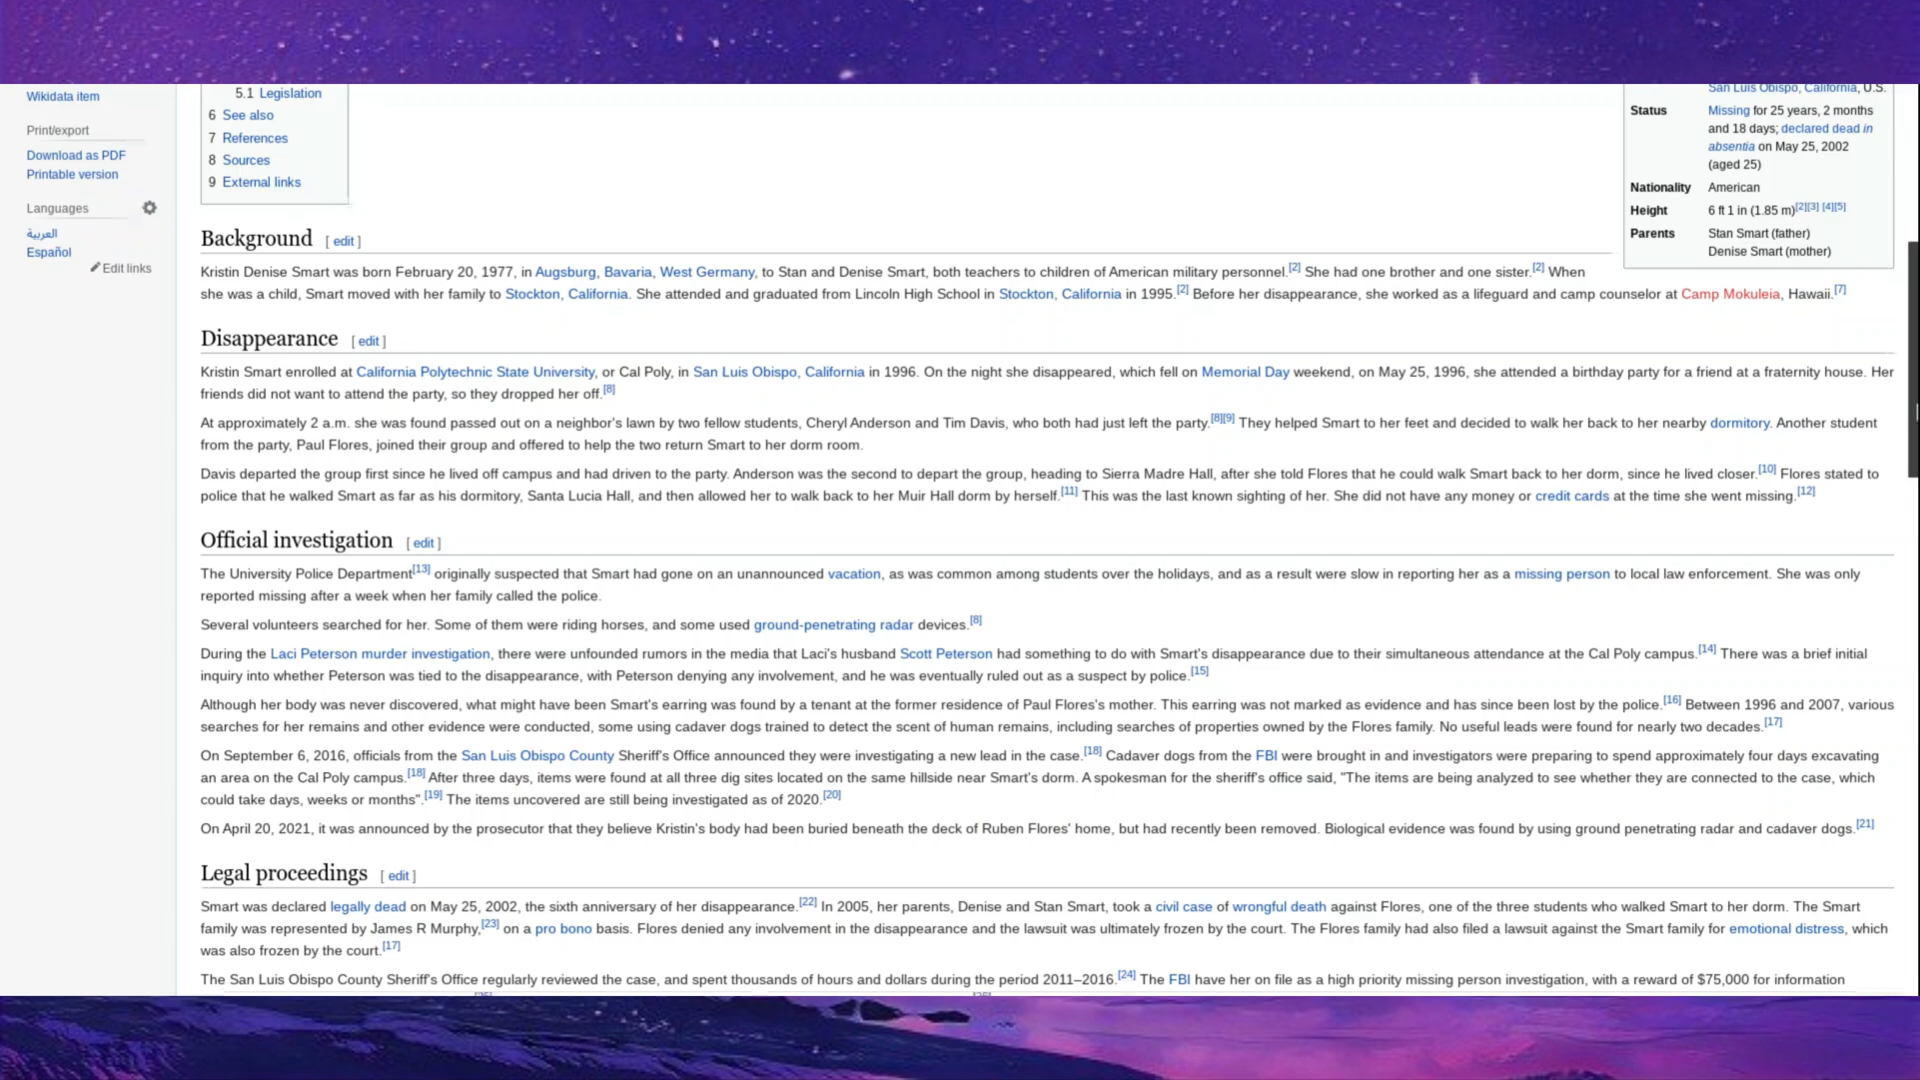 Wikidata item
Print/export
Download as PDF
Printable version
Languages
العربية
Español
Edit links
5.1 Legislation
6 See also
7 References
8 Sources
9 External links
San Luis Obispo, California, U.S.
Status Missing for 25 years, 2 months
and 18 days; declared dead in
absentia on May 25, 2002
(aged 25)
Nationality American
Height 6 ft 1 in (1.85 m)[2][3] [4][5]
Parents Stan Smart (father)
Denise Smart (mother)
Background [ edit ]
Kristin Denise Smart was born February 20, 1977, in Augsburg, Bavaria, West Germany, to Stan and Denise Smart, both teachers to children of American military personnel.[2] She had one brother and one sister.[2] When
she was a child, Smart moved with her family to Stockton, California. She attended and graduated from Lincoln High School in Stockton, California in 1995.[2] Before her disappearance, she worked as a lifeguard and camp counselor at Camp Mokuleia, Hawaii.[7]
Disappearance [ edit ]
Kristin Smart enrolled at California Polytechnic State University, or Cal Poly, in San Luis Obispo, California in 1996. On the night she disappeared, which fell on Memorial Day weekend, on May 25, 1996, she attended a birthday party for a friend at a fraternity house. Her
friends did not want to attend the party, so they dropped her off.[8]
At approximately 2 a.m. she was found passed out on a neighbor's lawn by two fellow students, Cheryl Anderson and Tim Davis, who both had just left the party.[8][9] They helped Smart to her feet and decided to walk her back to her nearby dormitory. Another student
from the party, Paul Flores, joined their group and offered to help the two return Smart to her dorm room.
Davis departed the group first since he lived off campus and had driven to the party. Anderson was the second to depart the group, heading to Sierra Madre Hall, after she told Flores that he could walk Smart back to her dorm, since he lived closer.[10] Flores stated to
police that he walked Smart as far as his dormitory, Santa Lucia Hall, and then allowed her to walk back to her Muir Hall dorm by herself.[11] This was the last known sighting of her. She did not have any money or credit cards at the time she went missing.[12]
Official investigation [ edit ]
The University Police Department[13] originally suspected that Smart had gone on an unannounced vacation, as was common among students over the holidays, and as a result were slow in reporting her as a missing person to local law enforcement. She was only
reported missing after a week when her family called the police.
Several volunteers searched for her. Some of them were riding horses, and some used ground-penetrating radar devices.[8]
During the Laci Peterson murder investigation, there were unfounded rumors in the media that Laci's husband Scott Peterson had something to do with Smart's disappearance due to their simultaneous attendance at the Cal Poly campus.[14] There was a brief initial
inquiry into whether Peterson was tied to the disappearance, with Peterson denying any involvement, and he was eventually ruled out as a suspect by police.[15]
Although her body was never discovered, what might have been Smart's earring was found by a tenant at the former residence of Paul Flores's mother. This earring was not marked as evidence and has since been lost by the police.[16] Between 1996 and 2007, various
searches for her remains and other evidence were conducted, some using cadaver dogs trained to detect the scent of human remains, including searches of properties owned by the Flores family. No useful leads were found for nearly two decades.[17]
On September 6, 2016, officials from the San Luis Obispo County Sheriff's Office announced they were investigating a new lead in the case.[18] Cadaver dogs from the FBI were brought in and investigators were preparing to spend approximately four days excavating
an area on the Cal Poly campus.[18] After three days, items were found at all three dig sites located on the same hillside near Smart's dorm. A spokesman for the sheriff's office said, "The items are being analyzed to see whether they are connected to the case, which
could take days, weeks or months".[19] The items uncovered are still being investigated as of 2020.[20]
On April 20, 2021, it was announced by the prosecutor that they believe Kristin's body had been buried beneath the deck of Ruben Flores' home, but had recently been removed. Biological evidence was found by using ground penetrating radar and cadaver dogs.[21]
Legal proceedings [ edit ]
Smart was declared legally dead on May 25, 2002, the sixth anniversary of her disappearance.[22] In 2005, her parents, Denise and Stan Smart, took a civil case of wrongful death against Flores, one of the three students who walked Smart to her dorm. The Smart
family was represented by James R Murphy,[23] on a pro bono basis. Flores denied any involvement in the disappearance and the lawsuit was ultimately frozen by the court. The Flores family had also filed a lawsuit against the Smart family for emotional distress, which
was also frozen by the court.[17]
The San Luis Obispo County Sheriff's Office regularly reviewed the case, and spent thousands of hours and dollars during the period 2011–2016.[24] The FBI have her on file as a high priority missing person investigation, with a reward of $75,000 for information